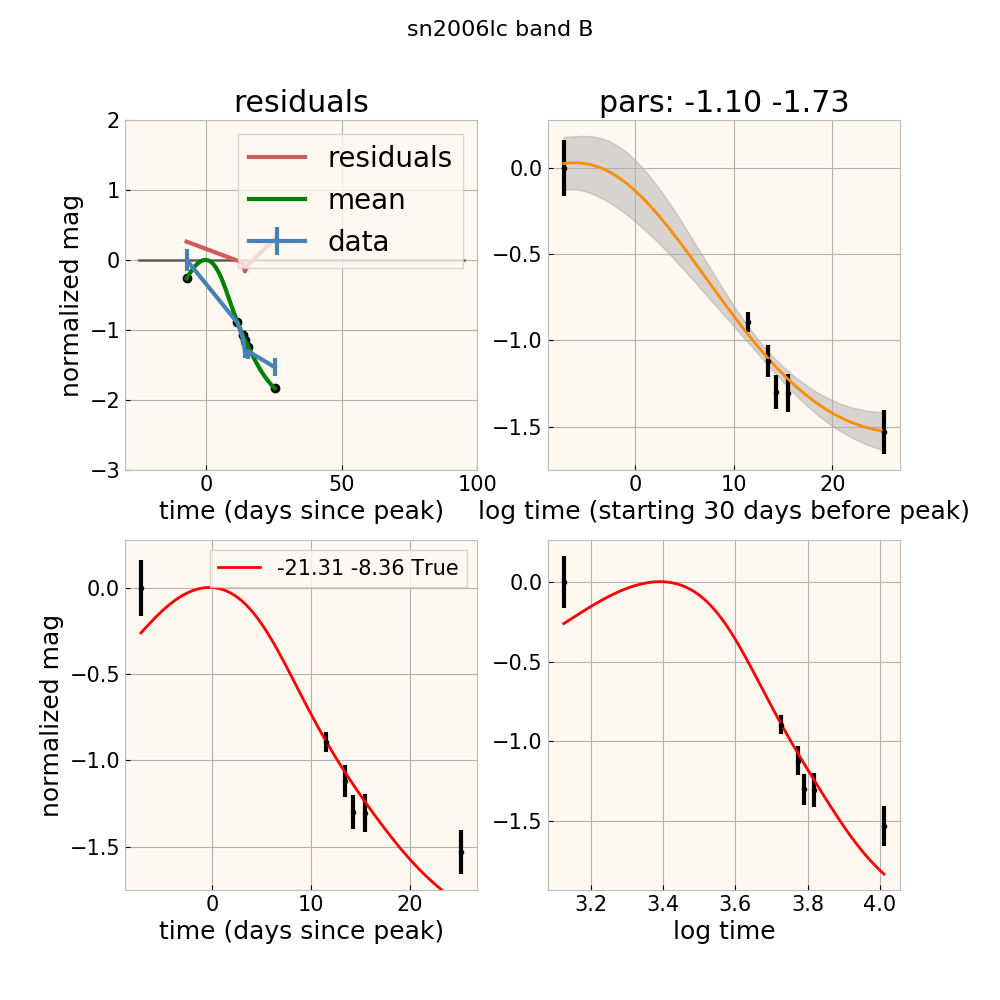 sn2006lc band B
residuals
normalized mag
2
1
0
−1
−2
−3
residuals
mean
data
0
50
100
time (days since peak)
pars: -1.10 -1.73
0.0
−0.5
−1.0
−1.5
0
10
20
log time (starting 30 days before peak)
normalized mag
0.0
−0.5
−1.0
−1.5
-21.31 -8.36 True
0
10
20
time (days since peak)
0.0
−0.5
−1.0
−1.5
3.2
3.4
3.6
3.8
4.0
log time